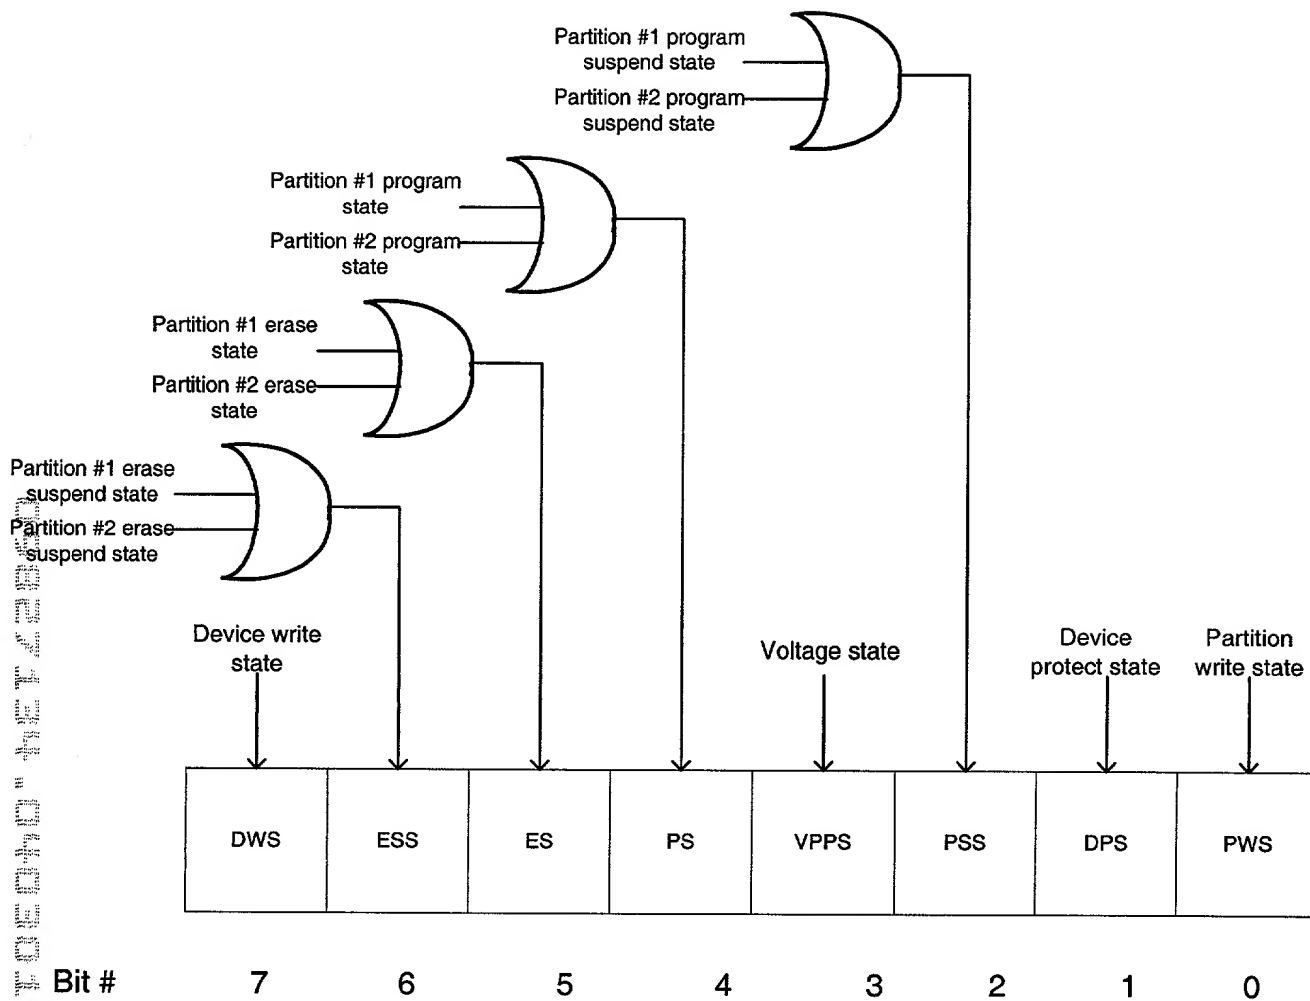 Partition #1 program
suspend state
Partition #2 program
suspend state
Partition #1 program
state
Partition #2 program
state
Partition #1 erase
state
Partition #2 erase
state
Partition #1 erase
suspend state
Partition #2 erase
suspend state
Device write
state
Voltage state
Device
protect state
Partition
write state
DWS ESS ES PS VPPS PSS DPS PWS
Bit # 7 6 5 4 3 2 1 0